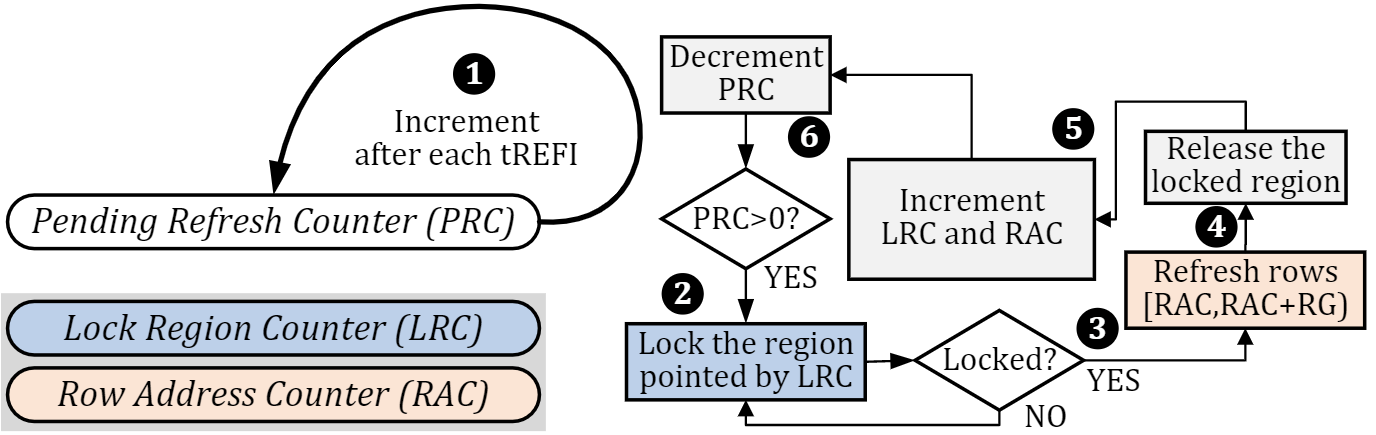 1
Increment
after each tREFI
Pending Refresh Counter (PRC)
Lock Region Counter (LRC)
Row Address Counter (RAC)
Decrement
PRC
6
PRC>0?
YES
2
Lock the region
pointed by LRC
Locked?
NO
3
YES
Refresh rows
[RAC,RAC+RG)
4
Release the
locked region
5
Increment
LRC and RAC